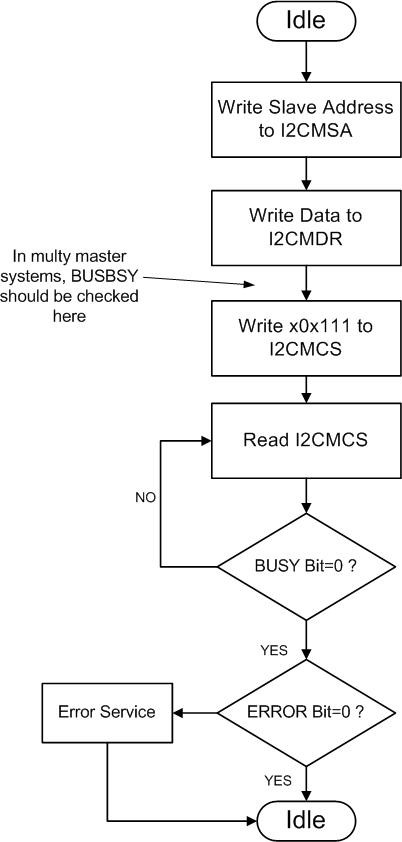 Idle
Write Slave Address
to I2CMSA
Write Data to
I2CMDR
In multy master
systems, BUSBSY
should be checked
here
Write x0x111 to
I2CMCS
Read I2CMCS
NO
BUSY Bit=0 ?
YES
Error Service
ERROR Bit=0 ?
YES
Idle